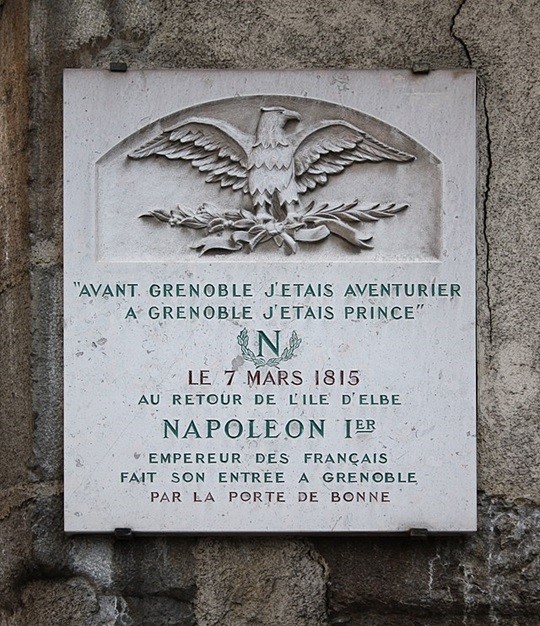 "AVANT GRENOBLE J'ETAIS AVENTURIER
A GRENOBLE J'ETAIS PRINCE"
N
LE 7 MARS 1815
AU RETOUR DE L'ILE D'ELBE
NAPOLEON IER
EMPEREUR DES FRANÇAIS
FAIT SON ENTRÉE A GRENOBLE
PAR LA PORTE DE BONNE